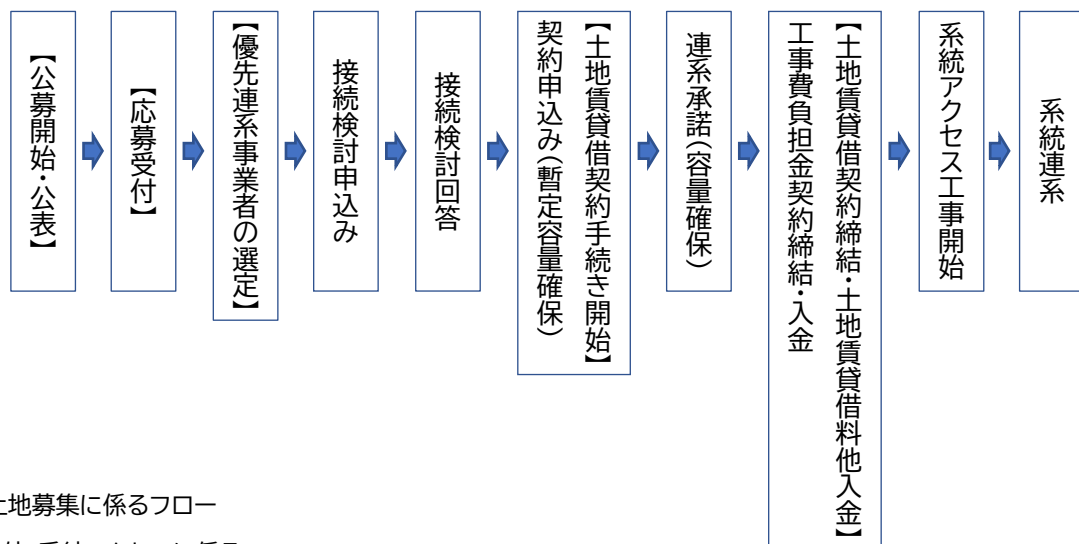 【公募開始・公表】
【応募受付】
【優先連系事業者の選定】
接続検討申込み
接続検討回答
【土地賃貸借契約手続き開始】
契約申込み(暫定容量確保)
連系承諾(容量確保)
【土地賃貸借契約締結・土地賃貸借料他入金】
工事費負担金契約締結・入金
系統アクセス工事開始
系統連系
土地募集に係るフロー